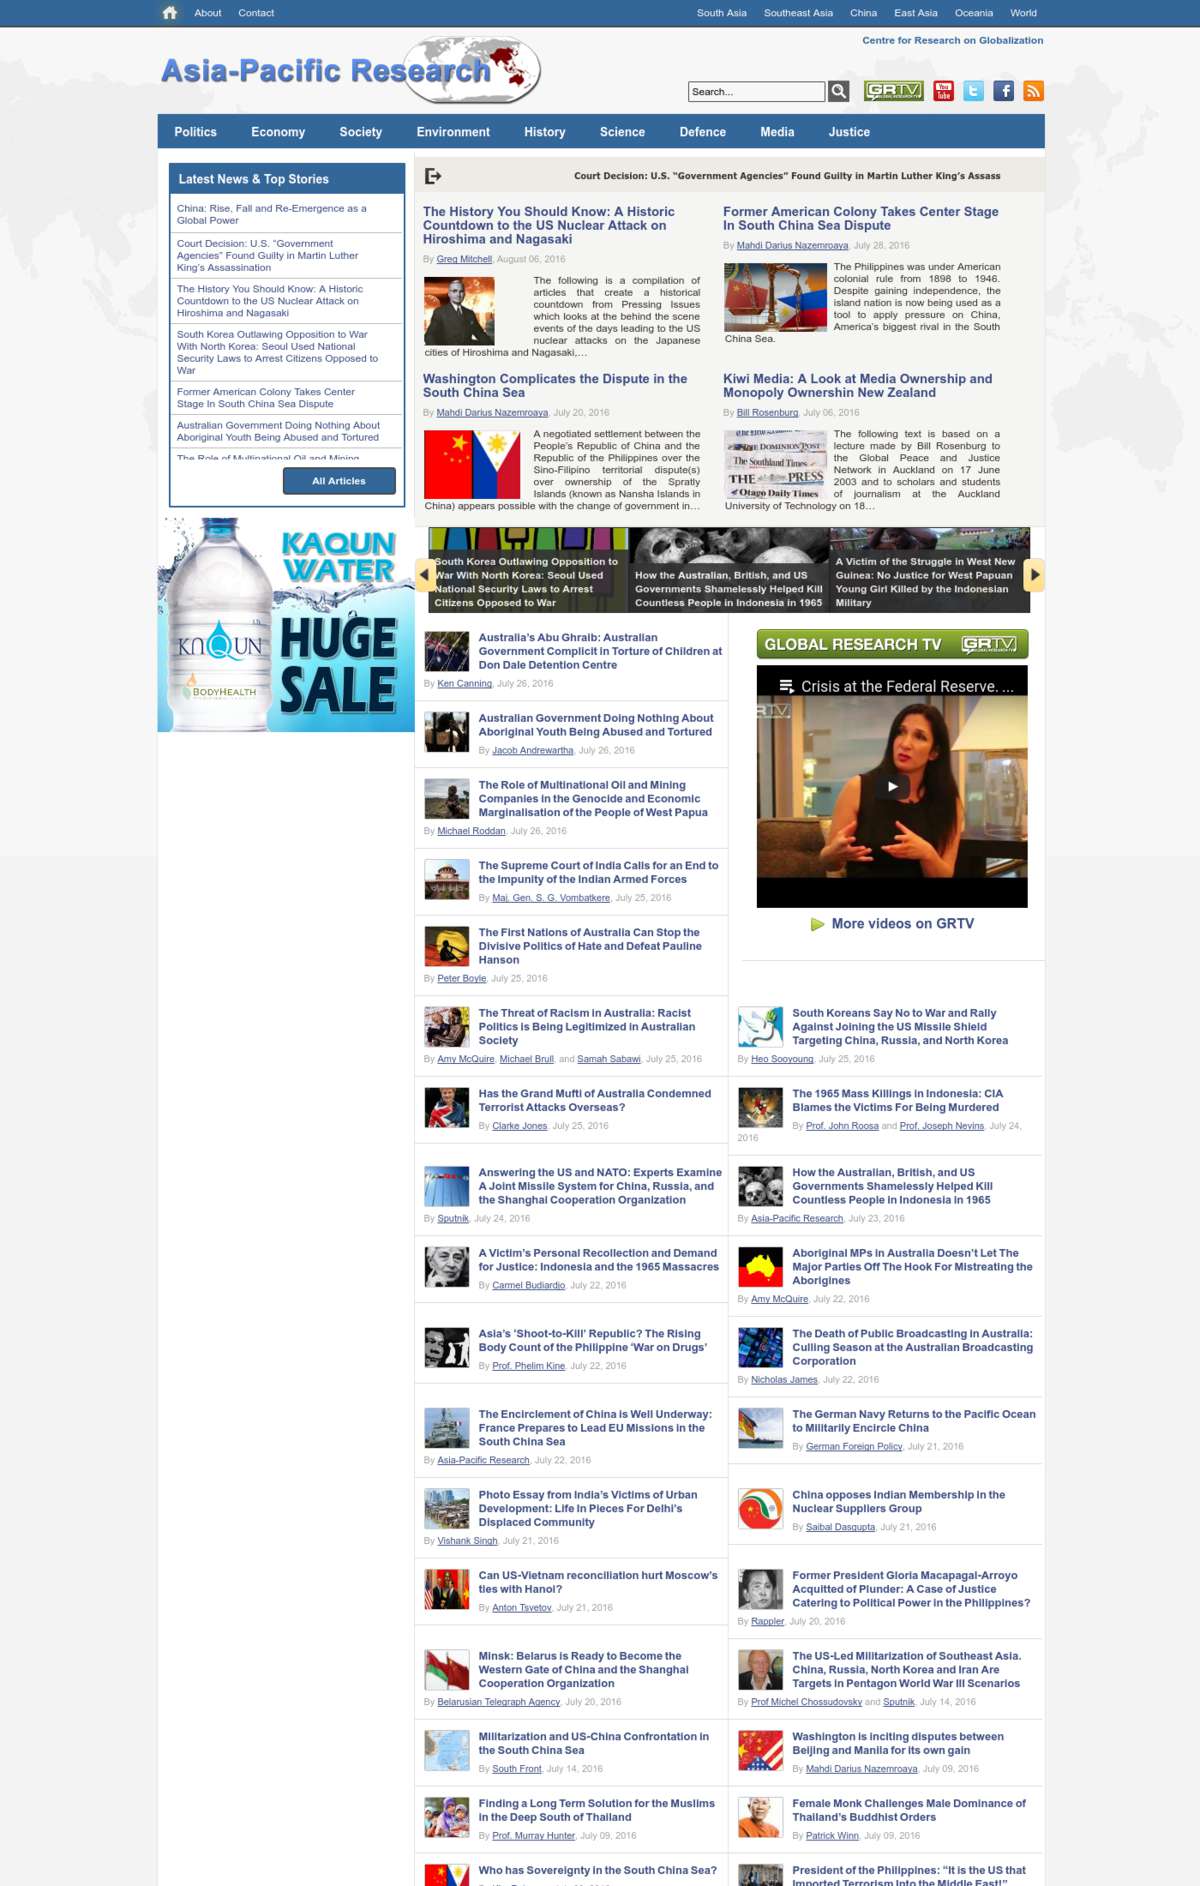 About Contact
South Asia Southeast Asia China East Asia Oceania World
Centre for Research on Globalization
Asia-Pacific Research
Search...
GRTV
You
Tube
Politics Economy Society Environment History Science Defence Media Justice
Latest News & Top Stories
China: Rise, Fall and Re-Emergence as a
Global Power
Court Decision: U.S. “Government
Agencies” Found Guilty in Martin Luther
King’s Assassination
The History You Should Know: A Historic
Countdown to the US Nuclear Attack on
Hiroshima and Nagasaki
South Korea Outlawing Opposition to War
With North Korea: Seoul Used National
Security Laws to Arrest Citizens Opposed to
War
Former American Colony Takes Center
Stage In South China Sea Dispute
Australian Government Doing Nothing About
Aboriginal Youth Being Abused and Tortured
The Role of Multinational Oil and Mining
All Articles
KAQUN
WATER
KAQUN
BODYHEALTH
HUGE
SALE
Court Decision: U.S. “Government Agencies” Found Guilty in Martin Luther King’s Assass
The History You Should Know: A Historic
Countdown to the US Nuclear Attack on
Hiroshima and Nagasaki
By Greg Mitchell, August 06, 2016
The following is a compilation of
articles that create a historical
countdown from Pressing Issues
which looks at the behind the scene
events of the days leading to the US
nuclear attacks on the Japanese
cities of Hiroshima and Nagasaki,…
Former American Colony Takes Center Stage
In South China Sea Dispute
By Mahdi Darius Nazemroaya, July 28, 2016
The Philippines was under American
colonial rule from 1898 to 1946.
Despite gaining independence, the
island nation is now being used as a
tool to apply pressure on China,
America’s biggest rival in the South
China Sea.
Washington Complicates the Dispute in the
South China Sea
By Mahdi Darius Nazemroaya, July 20, 2016
A negotiated settlement between the
People’s Republic of China and the
Republic of the Philippines over the
Sino-Filipino territorial dispute(s)
over ownership of the Spratly
Islands (known as Nansha Islands in
China) appears possible with the change of government in…
Kiwi Media: A Look at Media Ownership and
Monopoly Ownershin New Zealand
By Bill Rosenburg, July 06, 2016
The Southland Times
THE PRESS
Otago Daily Times
The following text is based on a
lecture made by Bill Rosenburg to
the Global Peace and Justice
Network in Auckland on 17 June
2003 and to scholars and students
of journalism at the Auckland
University of Technology on 18…
South Korea Outlawing Opposition to
War With North Korea: Seoul Used
National Security Laws to Arrest
Citizens Opposed to War
How the Australian, British, and US
Governments Shamelessly Helped Kill
Countless People in Indonesia in 1965
A Victim of the Struggle in West New
Guinea: No Justice for West Papuan
Young Girl Killed by the Indonesian
Military
Australia’s Abu Ghraib: Australian
Government Complicit in Torture of Children at
Don Dale Detention Centre
By Ken Canning, July 26, 2016
Australian Government Doing Nothing About
Aboriginal Youth Being Abused and Tortured
By Jacob Andrewartha, July 26, 2016
The Role of Multinational Oil and Mining
Companies in the Genocide and Economic
Marginalisation of the People of West Papua
By Michael Roddan, July 26, 2016
The Supreme Court of India Calls for an End to
the Impunity of the Indian Armed Forces
By Maj. Gen. S. G. Vombatkere, July 25, 2016
The First Nations of Australia Can Stop the
Divisive Politics of Hate and Defeat Pauline
Hanson
By Peter Boyle, July 25, 2016
GLOBAL RESEARCH TV GRTV
Crisis at the Federal Reserve. ...
More videos on GRTV
The Threat of Racism in Australia: Racist
Politics is Being Legitimized in Australian
Society
By Amy McQuire, Michael Brull, and Samah Sabawi, July 25, 2016
South Koreans Say No to War and Rally
Against Joining the US Missile Shield
Targeting China, Russia, and North Korea
By Heo Sooyoung, July 25, 2016
Has the Grand Mufti of Australia Condemned
Terrorist Attacks Overseas?
By Clarke Jones, July 25, 2016
The 1965 Mass Killings in Indonesia: CIA
Blames the Victims For Being Murdered
By Prof. John Roosa and Prof. Joseph Nevins, July 24,
2016
Answering the US and NATO: Experts Examine
A Joint Missile System for China, Russia, and
the Shanghai Cooperation Organization
By Sputnik, July 24, 2016
How the Australian, British, and US
Governments Shamelessly Helped Kill
Countless People in Indonesia in 1965
By Asia-Pacific Research, July 23, 2016
A Victim’s Personal Recollection and Demand
for Justice: Indonesia and the 1965 Massacres
By Carmel Budiardjo, July 22, 2016
Aboriginal MPs in Australia Doesn’t Let The
Major Parties Off The Hook For Mistreating the
Aborigines
By Amy McQuire, July 22, 2016
Asia’s ’Shoot-to-Kill’ Republic? The Rising
Body Count of the Philippine ‘War on Drugs’
By Prof. Phelim Kine, July 22, 2016
The Death of Public Broadcasting in Australia:
Culling Season at the Australian Broadcasting
Corporation
By Nicholas James, July 22, 2016
The Encirclement of China is Well Underway:
France Prepares to Lead EU Missions in the
South China Sea
By Asia-Pacific Research, July 22, 2016
The German Navy Returns to the Pacific Ocean
to Militarily Encircle China
By German Foreign Policy, July 21, 2016
Photo Essay from India’s Victims of Urban
Development: Life In Pieces For Delhi’s
Displaced Community
By Vishank Singh, July 21, 2016
China opposes Indian Membership in the
Nuclear Suppliers Group
By Saibal Dasgupta, July 21, 2016
Can US-Vietnam reconciliation hurt Moscow’s
ties with Hanoi?
By Anton Tsvetov, July 21, 2016
Former President Gloria Macapagal-Arroyo
Acquitted of Plunder: A Case of Justice
Catering to Political Power in the Philippines?
By Rappler, July 20, 2016
Minsk: Belarus is Ready to Become the
Western Gate of China and the Shanghai
Cooperation Organization
By Belarusian Telegraph Agency, July 20, 2016
The US-Led Militarization of Southeast Asia.
China, Russia, North Korea and Iran Are
Targets in Pentagon World War III Scenarios
By Prof Michel Chossudovsky and Sputnik, July 14, 2016
Militarization and US-China Confrontation in
the South China Sea
By South Front, July 14, 2016
Washington is inciting disputes between
Beijing and Manila for its own gain
By Mahdi Darius Nazemroaya, July 09, 2016
Finding a Long Term Solution for the Muslims
in the Deep South of Thailand
By Prof. Murray Hunter, July 09, 2016
Female Monk Challenges Male Dominance of
Thailand’s Buddhist Orders
By Patrick Winn, July 09, 2016
Who has Sovereignty in the South China Sea?
President of the Philippines: “It is the US that
Imported Terrorism Into the Middle East!”